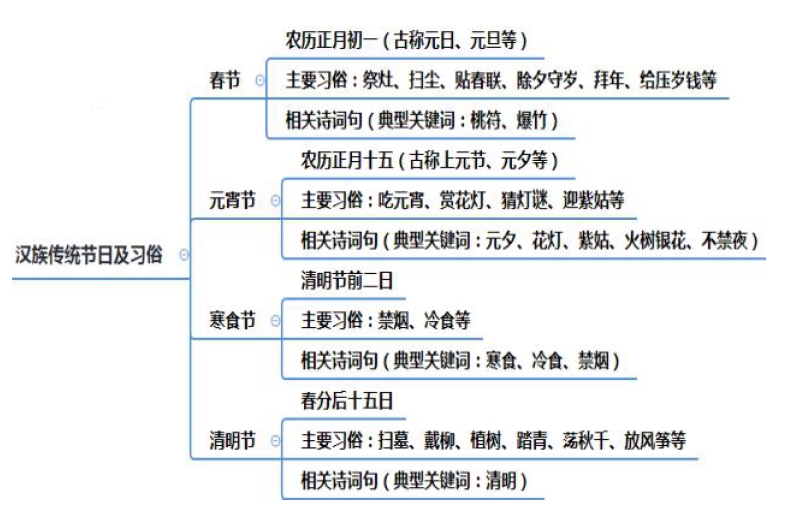 农历正月初一（古称元日、元旦等）
春节
主要习俗：祭灶、扫尘、贴春联、除夕守岁、拜年、给压岁钱等
相关诗词句（典型关键词：桃符、爆竹）
农历正月十五（古称上元节、元夕等）
元宵节
主要习俗：吃元宵、赏花灯、猜灯谜、迎紫姑等
相关诗词句（典型关键词：元夕、花灯、紫姑、火树银花、不禁夜）
汉族传统节日及习俗
清明节前二日
寒食节
主要习俗：禁烟、冷食等
相关诗词句（典型关键词：寒食、冷食、禁烟）
春分后十五日
清明节
主要习俗：扫墓、戴柳、植树、踏青、荡秋千、放风筝等
相关诗词句（典型关键词：清明）